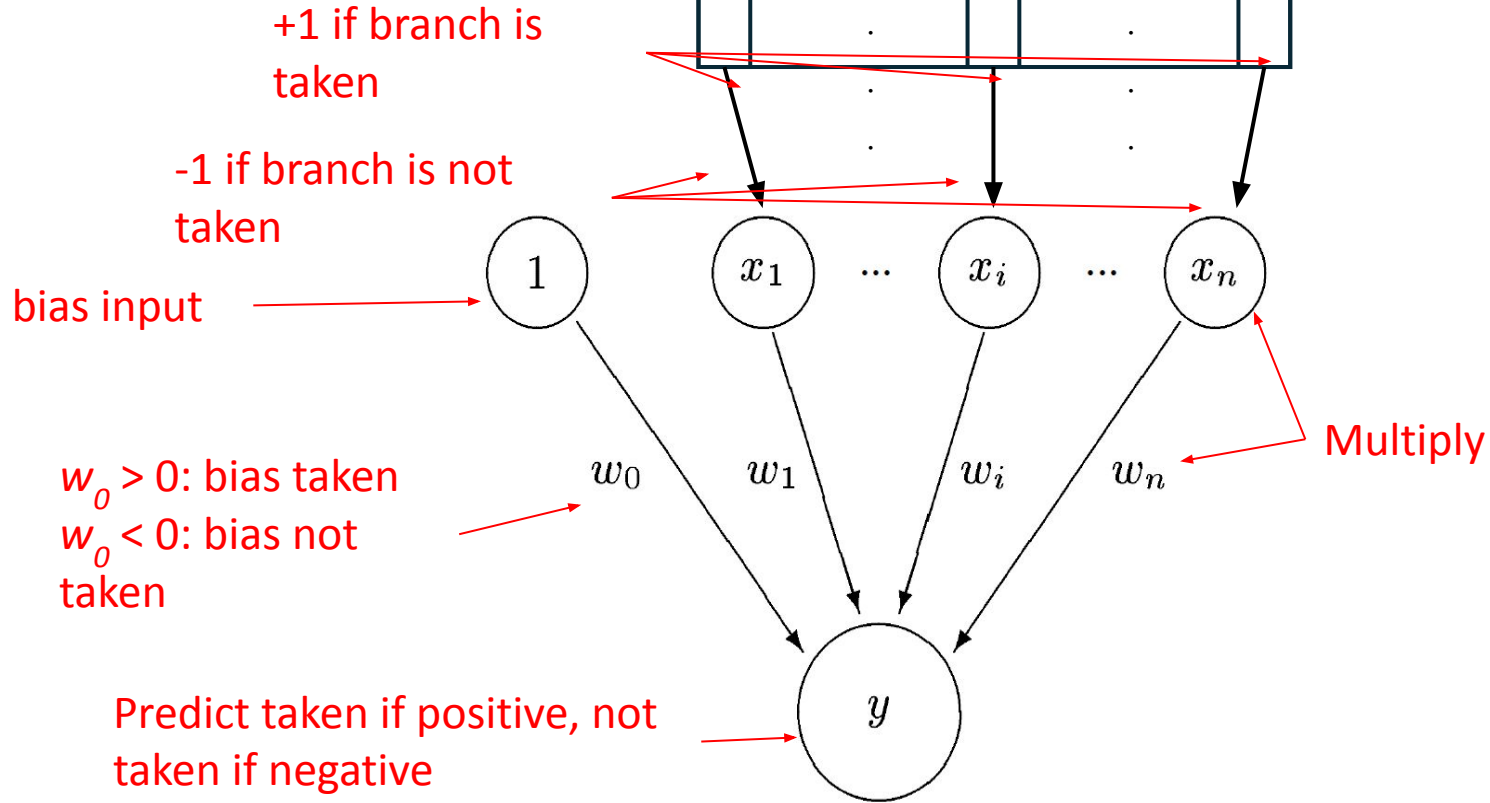 +1 if branch is
taken
-1 if branch is not
taken
bias input
1
x1 ... xi ... xn
Multiply
w0 > 0: bias taken
w0 < 0: bias not
taken
w0 w1 wi wn
Predict taken if positive, not
taken if negative
y